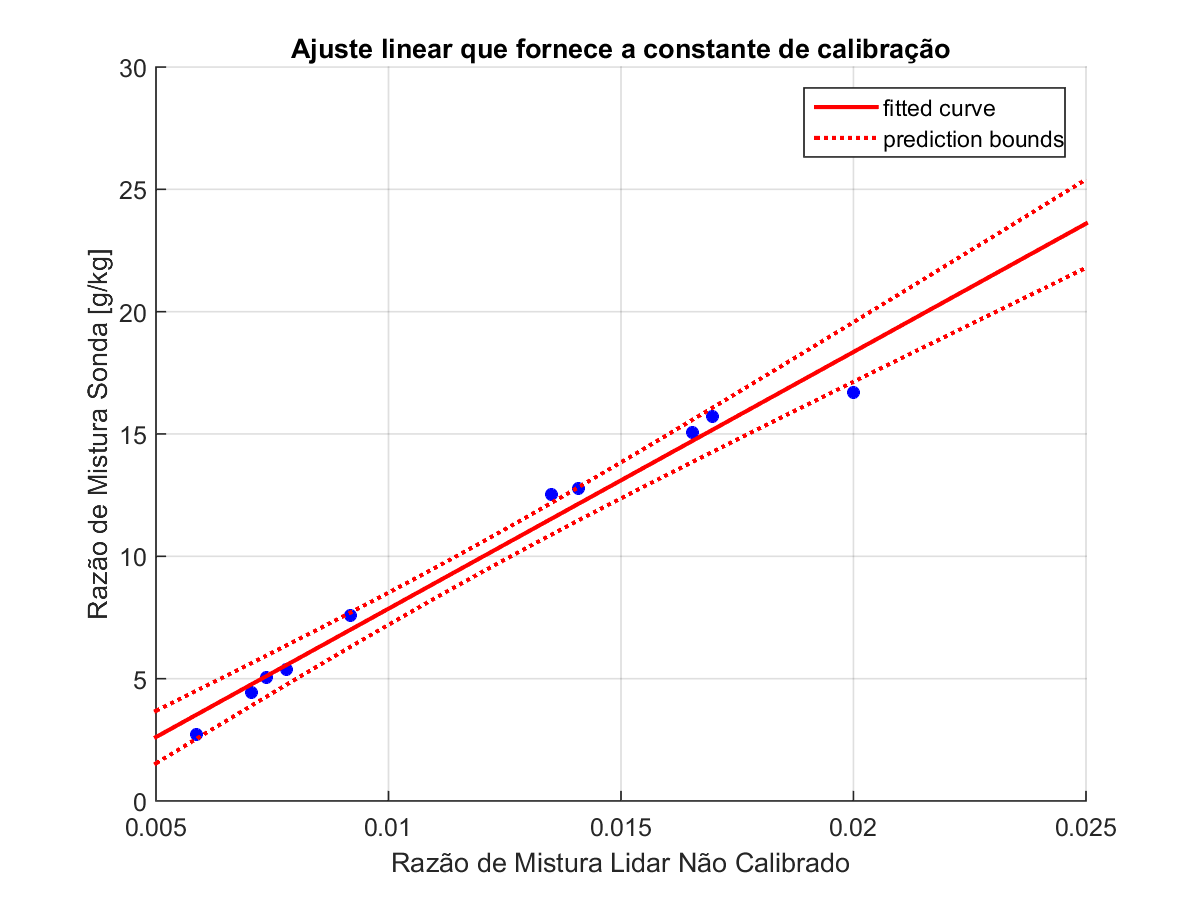 Ajuste linear que fornece a constante de calibração
fitted curve
prediction bounds
30
25
20
15
10
5
0
Razão de Mistura Sonda [g/kg]
0.005 0.01 0.015 0.02 0.025
Razão de Mistura Lidar Não Calibrado